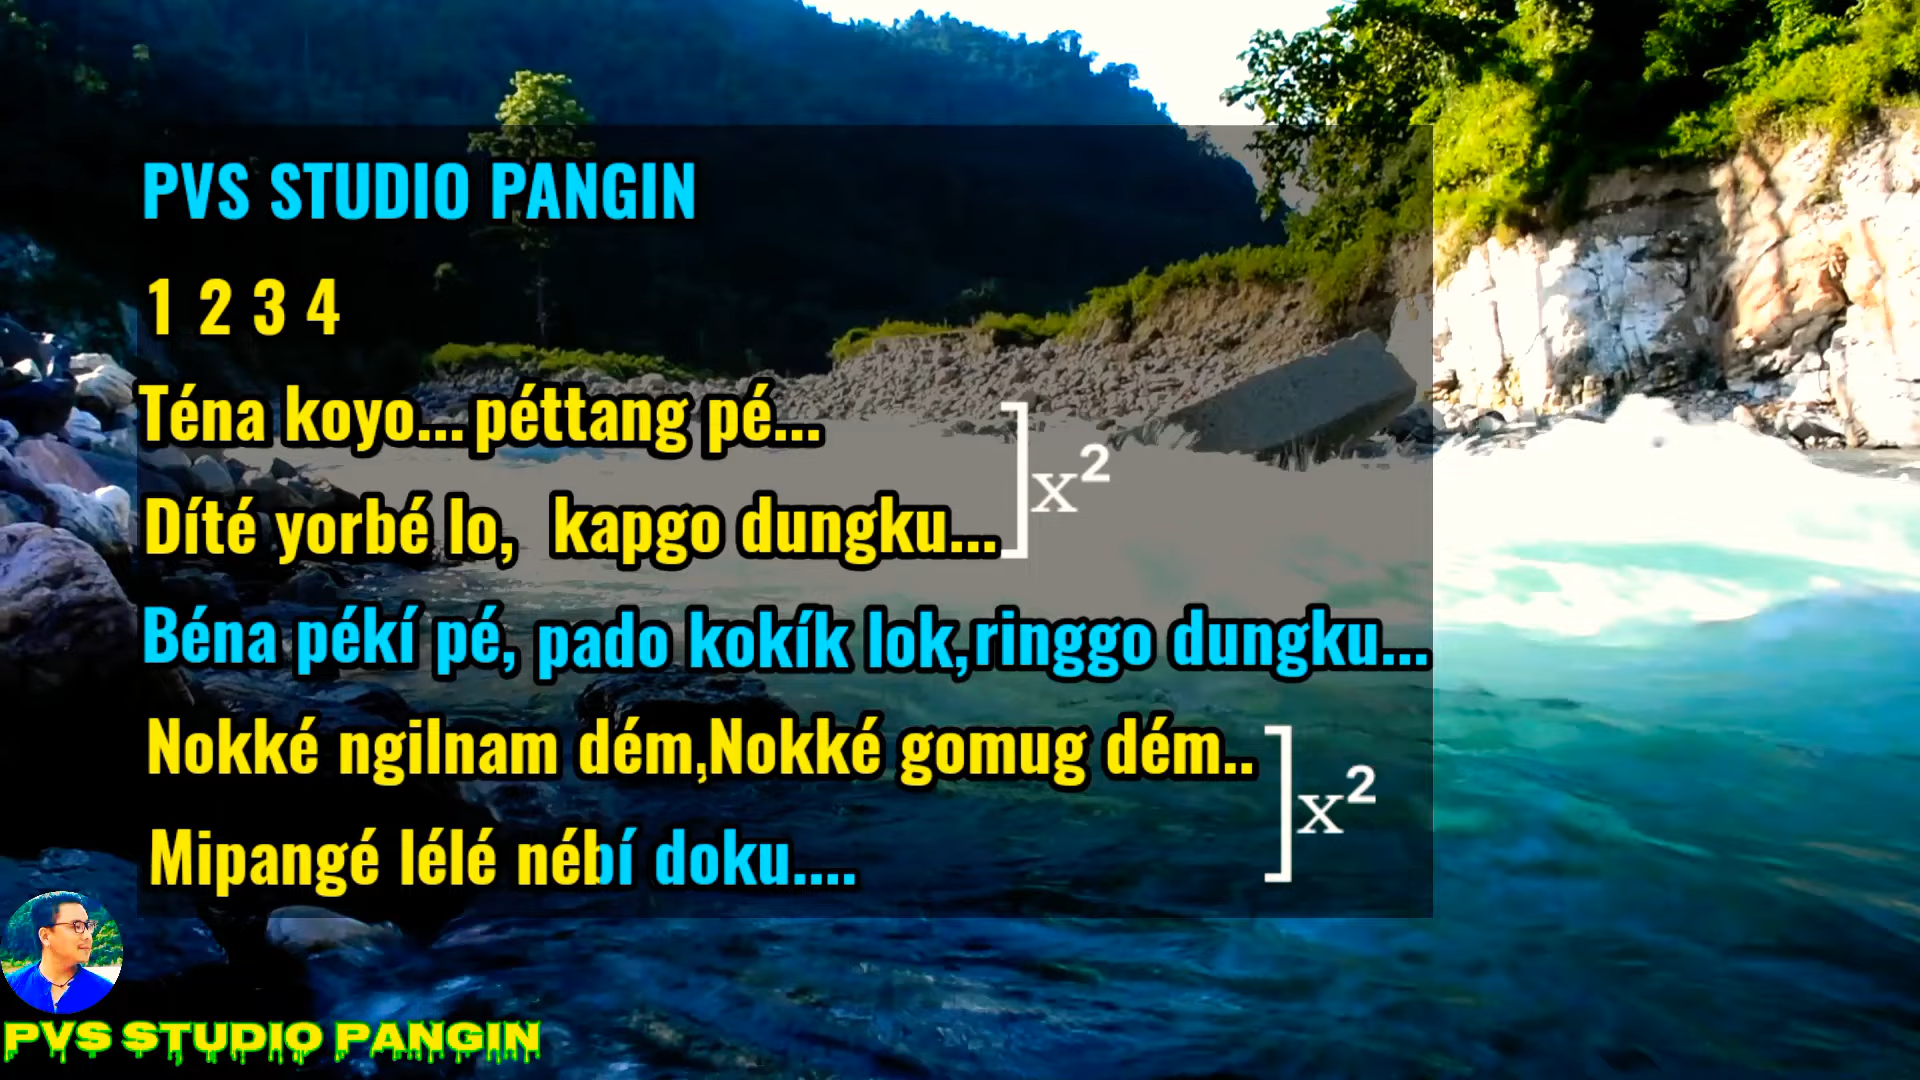 PVS STUDIO PANGIN
1 2 3 4
Téna koyo... péttang pé...
Díté yorbé lo, kapgo dungku...
]x²
Béna pékí pé, pado kokík lok,ringgo dungku...
Nokké ngilnam dém,Nokké gomug dém..
Mipangé lélé nébí doku....
]x²
PVS STUDIO PANGIN